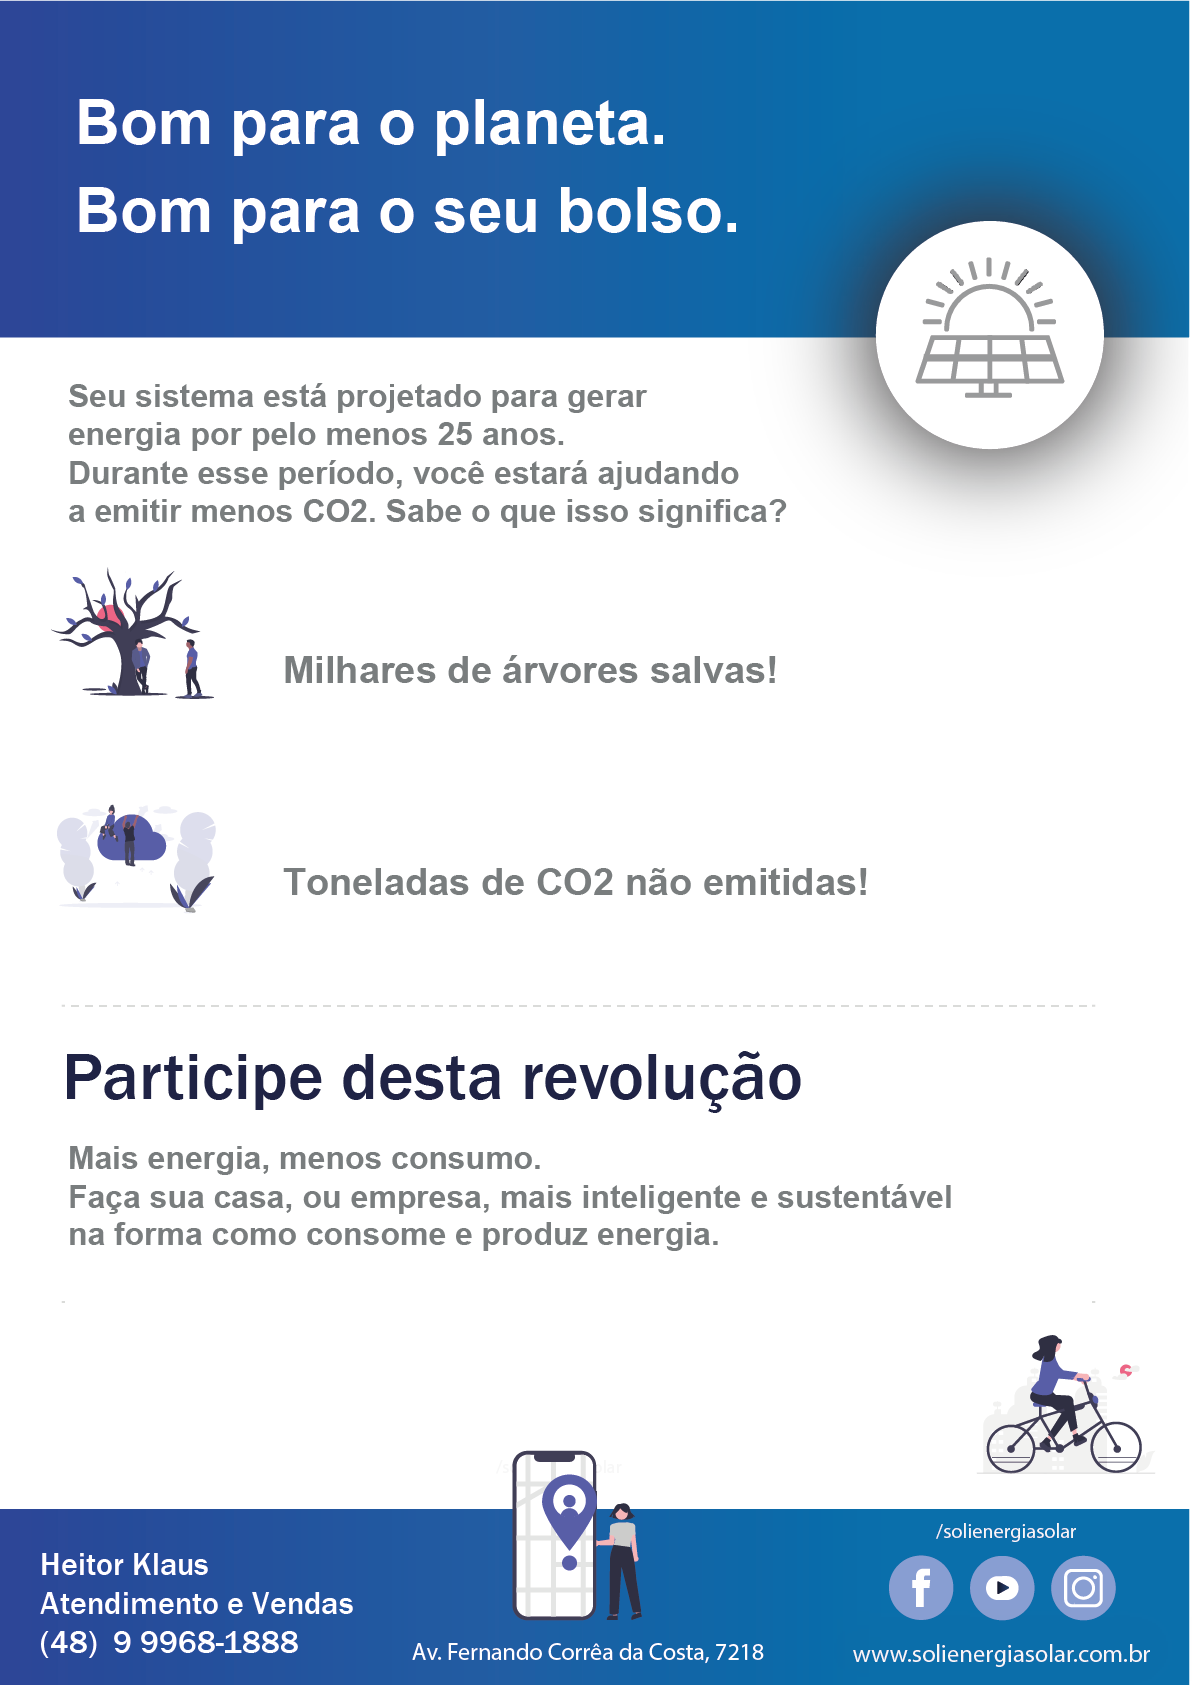 Bom para o planeta.
Bom para o seu bolso.
Seu sistema está projetado para gerar
energia por pelo menos 25 anos.
Durante esse período, você estará ajudando
a emitir menos CO2. Sabe o que isso significa?
Milhares de árvores salvas!
Toneladas de CO2 não emitidas!
Participe desta revolução
Mais energia, menos consumo.
Faça sua casa, ou empresa, mais inteligente e sustentável
na forma como consome e produz energia.
Heitor Klaus
Atendimento e Vendas
(48) 9 9968-1888
Av. Fernando Corrêa da Costa, 7218
/solienergiasolar
www.solienergiasolar.com.br